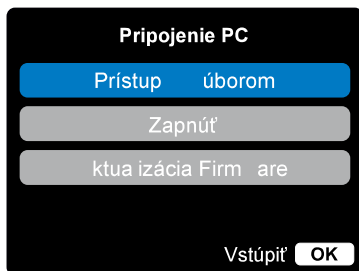 Pripojenie PC
Prístup úborom
Zapnúť
ktua izácia Firm are
Vstúpiť OK